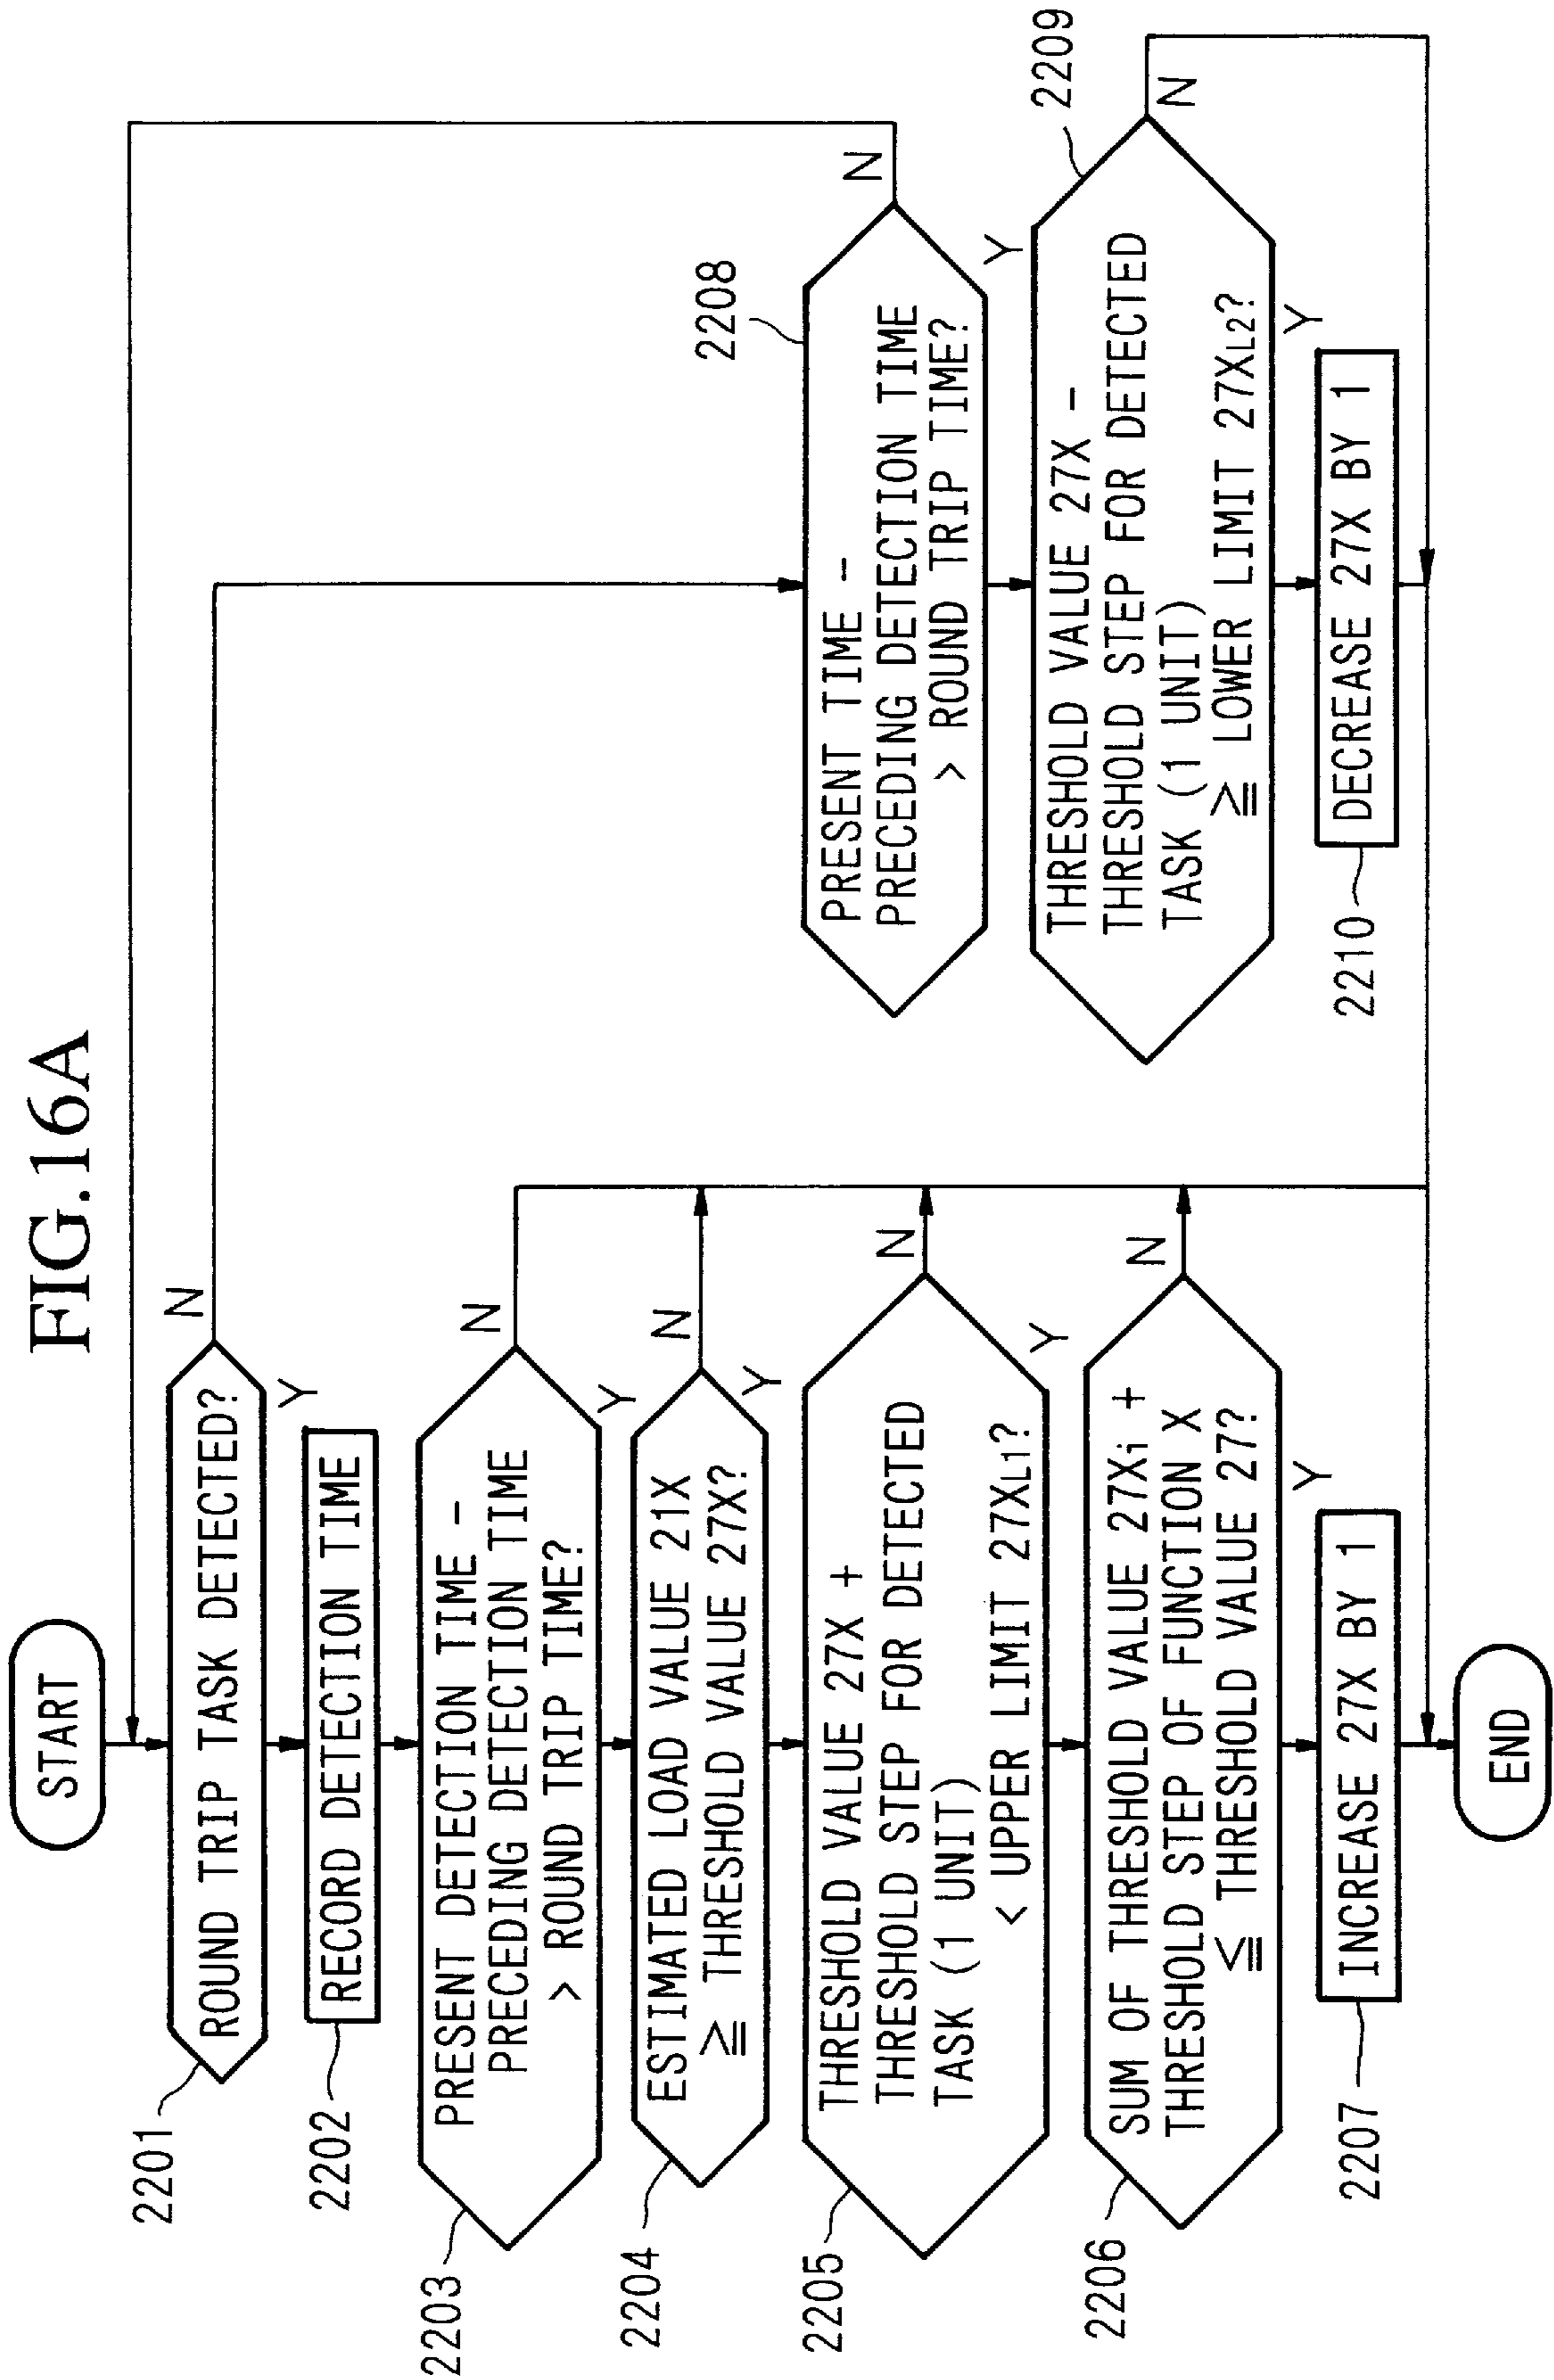 FIG.16A
START
2201
ROUND TRIP TASK DETECTED?
N
Y
2202
RECORD DETECTION TIME
2203
PRESENT DETECTION TIME -
PRECEDING DETECTION TIME
> ROUND TRIP TIME?
N
Y
2204
ESTIMATED LOAD VALUE 21X
≧ THRESHOLD VALUE 27X?
N
Y
2205
THRESHOLD VALUE 27X +
THRESHOLD STEP FOR DETECTED
TASK (1 UNIT)
< UPPER LIMIT 27XL1?
N
Y
2206
SUM OF THRESHOLD VALUE 27Xi +
THRESHOLD STEP OF FUNCTION X
≦ THRESHOLD VALUE 27?
N
Y
2207
INCREASE 27X BY 1
END
2208
PRESENT TIME -
PRECEDING DETECTION TIME
> ROUND TRIP TIME?
N
Y
2209
THRESHOLD VALUE 27X -
THRESHOLD STEP FOR DETECTED
TASK (1 UNIT)
≧ LOWER LIMIT 27XL2?
N
Y
2210
DECREASE 27X BY 1